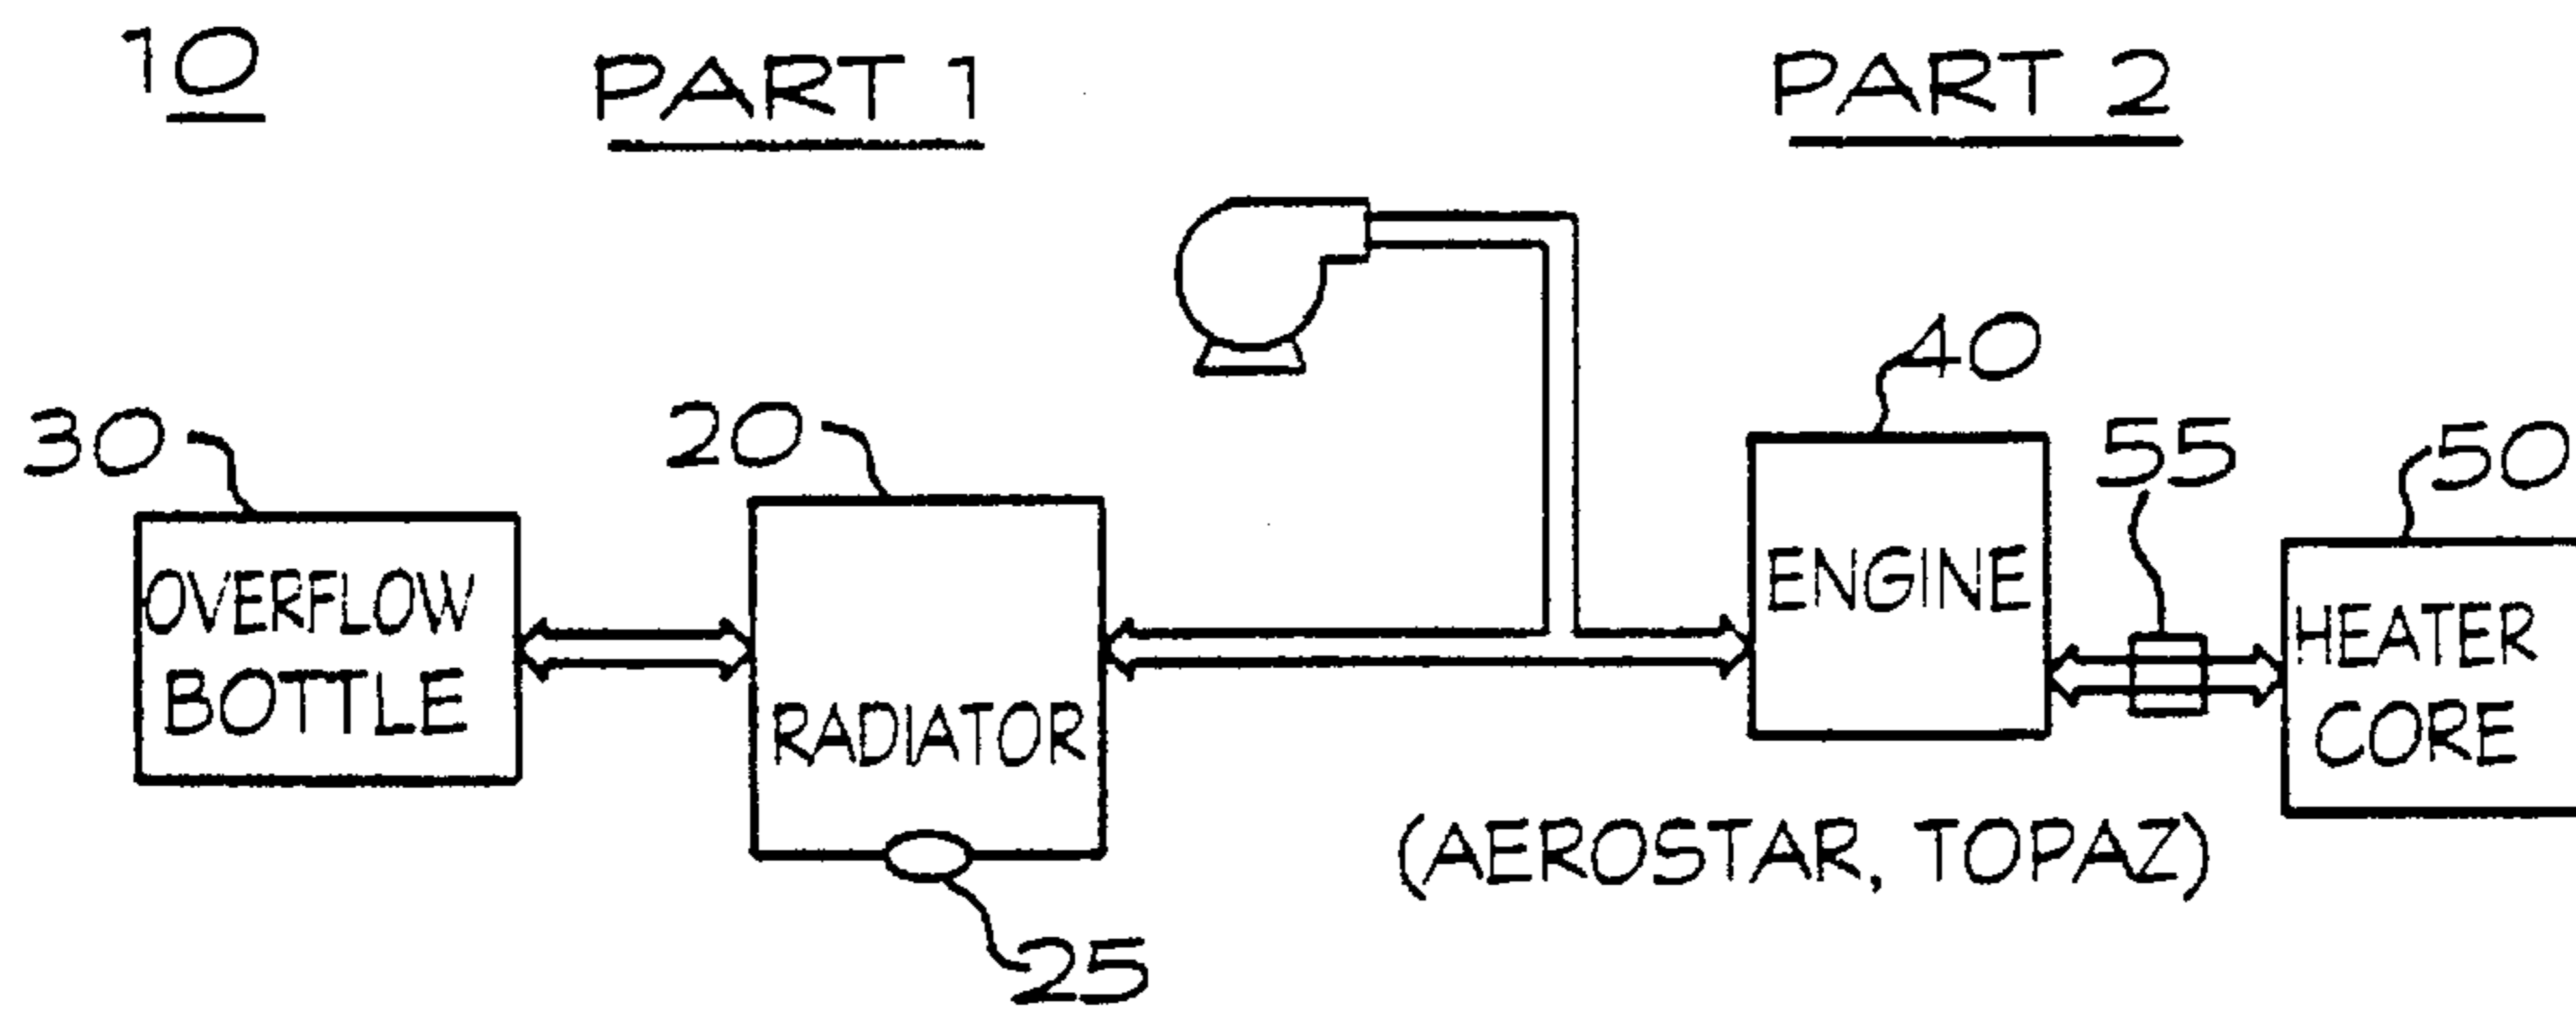 10
PART 1
PART 2
40
30
20
55
50
OVERFLOW
BOTTLE
RADIATOR
ENGINE
HEATER
CORE
(AEROSTAR, TOPAZ)
25